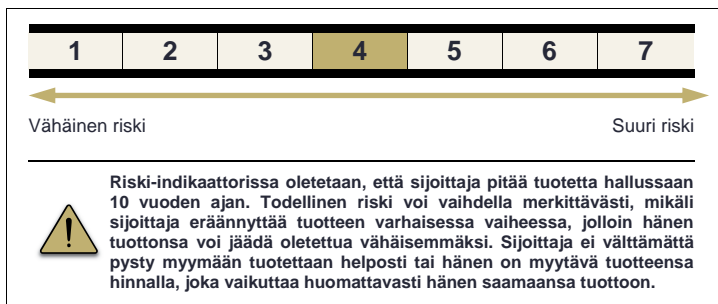 1 2 3 4 5 6 7
Vähäinen riski Suuri riski
Riski-indikaattorissa oletetaan, että sijoittaja pitää tuotetta hallussaan
10 vuoden ajan. Todellinen riski voi vaihdella merkittävästi, mikäli
sijoittaja eräännyttää tuotteen varhaisessa vaiheessa, jolloin hänen
tuottonsa voi jäädä oletettua vähäisemmäksi. Sijoittaja ei välttämättä
pysty myymään tuotettaan helposti tai hänen on myytävä tuotteensa
hinnalla, joka vaikuttaa huomattavasti hänen saamaansa tuottoon.